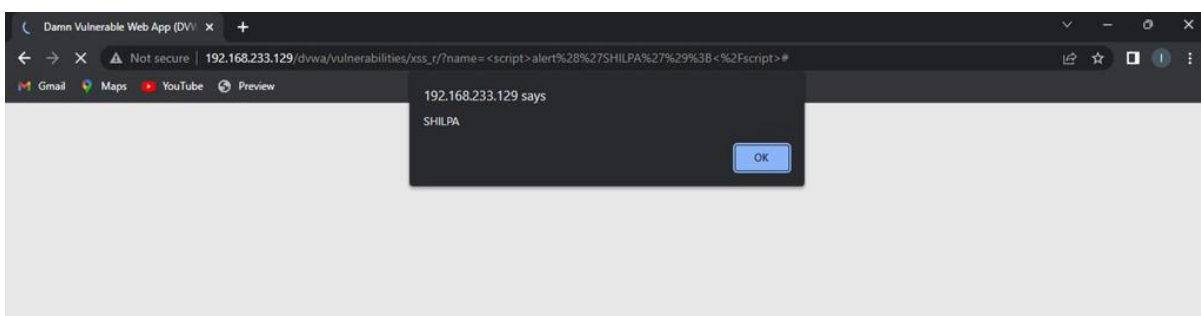 Damn Vulnerable Web App (DVW
Not secure | 192.168.233.129/dvwa/vulnerabilities/xss_r/?name=<script>alert%28%27SHILPA%27%29%3B<%2Fscript>#
Gmail Maps YouTube Preview
192.168.233.129 says
SHILPA
OK